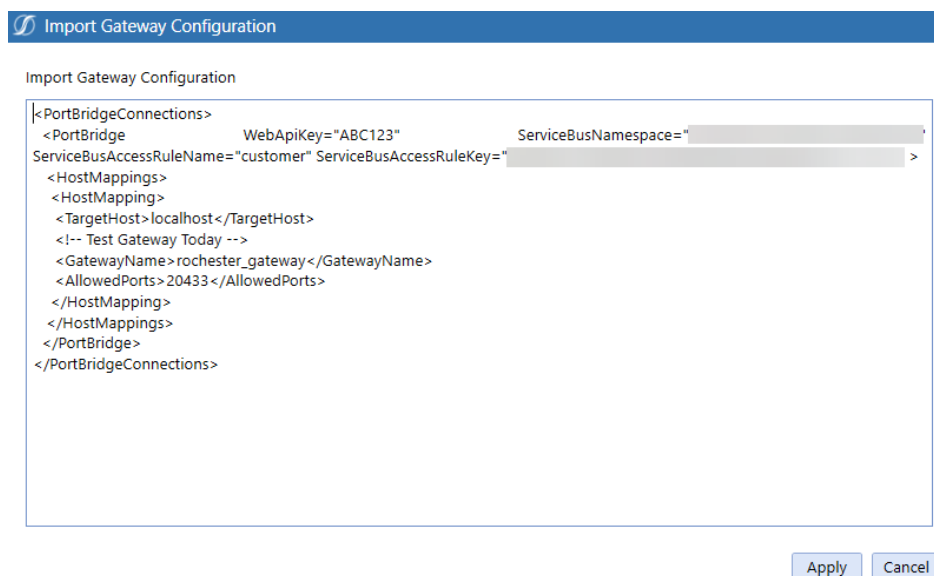 Import Gateway Configuration
Import Gateway Configuration
<PortBridgeConnections>
<PortBridge WebApiKey="ABC123" ServiceBusNamespace=" "
ServiceBusAccessRuleName="customer" ServiceBusAccessRuleKey=" >
<HostMappings>
<HostMapping>
<TargetHost>localhost</TargetHost>
<!-- Test Gateway Today -->
<GatewayName>rochester_gateway</GatewayName>
<AllowedPorts>20433</AllowedPorts>
</HostMapping>
</HostMappings>
</PortBridge>
</PortBridgeConnections>
Apply Cancel